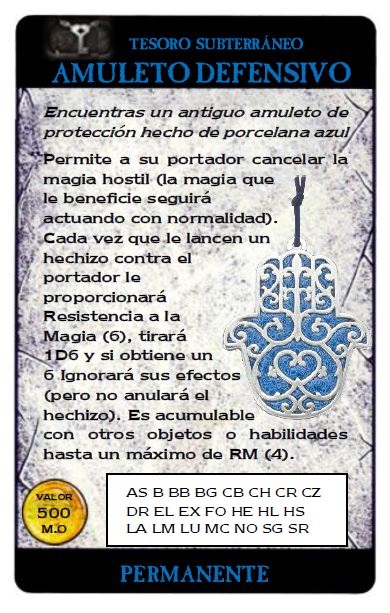 TESORO SUBTERRÁNEO
AMULETO DEFENSIVO
Encuentras un antiguo amuleto de
protección hecho de porcelana azul
Permite a su portador cancelar la
magia hostil (la magia que
le beneficie seguirá
actuando con normalidad).
Cada vez que le lancen un
hechizo contra el
portador le
proporcionará
Resistencia a la
Magia (6), tirará
1D6 y si obtiene un
6 Ignorará sus efectos
(pero no anulará el
hechizo). Es acumulable
con otros objetos o habilidades
hasta un máximo de RM (4).
VALOR
500
M.O
AS B BB BG CB CH CR CZ
DR EL EX FO HE HL HS
LA LM LU MC NO SG SR
PERMANENTE